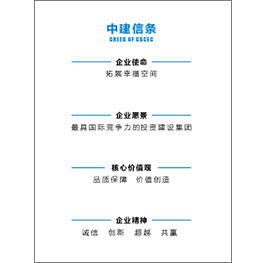 中建信条
CREED OF CSCEC
企业使命
拓展幸福空间
企业愿景
最具国际竞争力的投资建设集团
核心价值观
品质保障 价值创造
企业精神
诚信 创新 超越 共赢